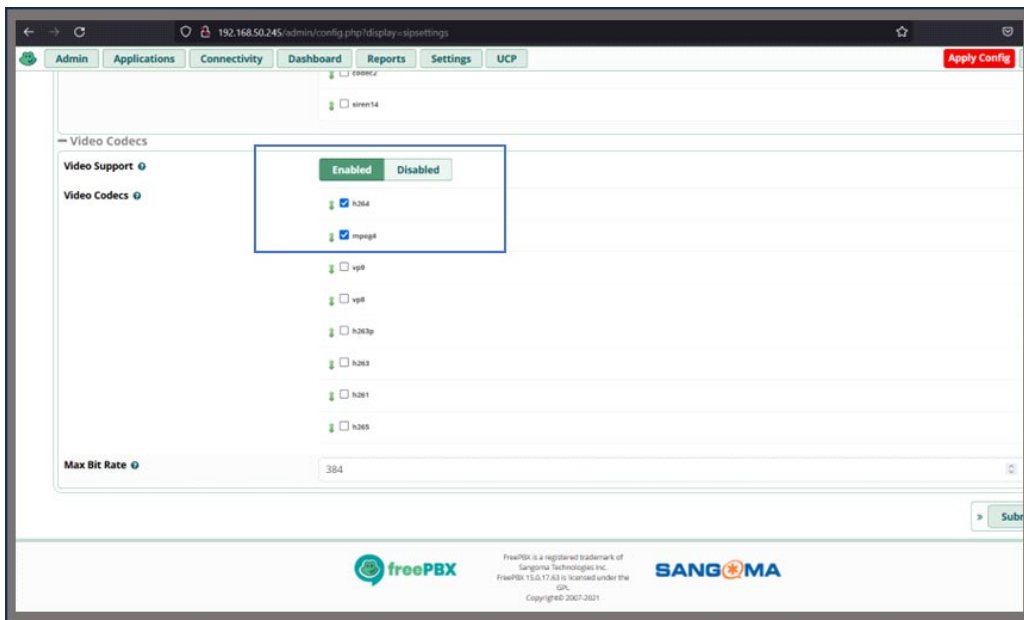 192.168.50.245/admin/config.php?display=sipsettings
Admin Applications Connectivity Dashboard Reports Settings UCP Apply Config
codec2
siren14
Video Codecs
Video Support Enabled Disabled
Video Codecs h264
mpeg4
vp9
vp8
h263p
h263
h261
h265
Max Bit Rate 384
» Subr
freePBX
FreePBX is a registered trademark of
Sangoma Technologies Inc.
FreePBX 15.0.17.63 is licensed under the
GPL
Copyright© 2007-2021
SANGOMA